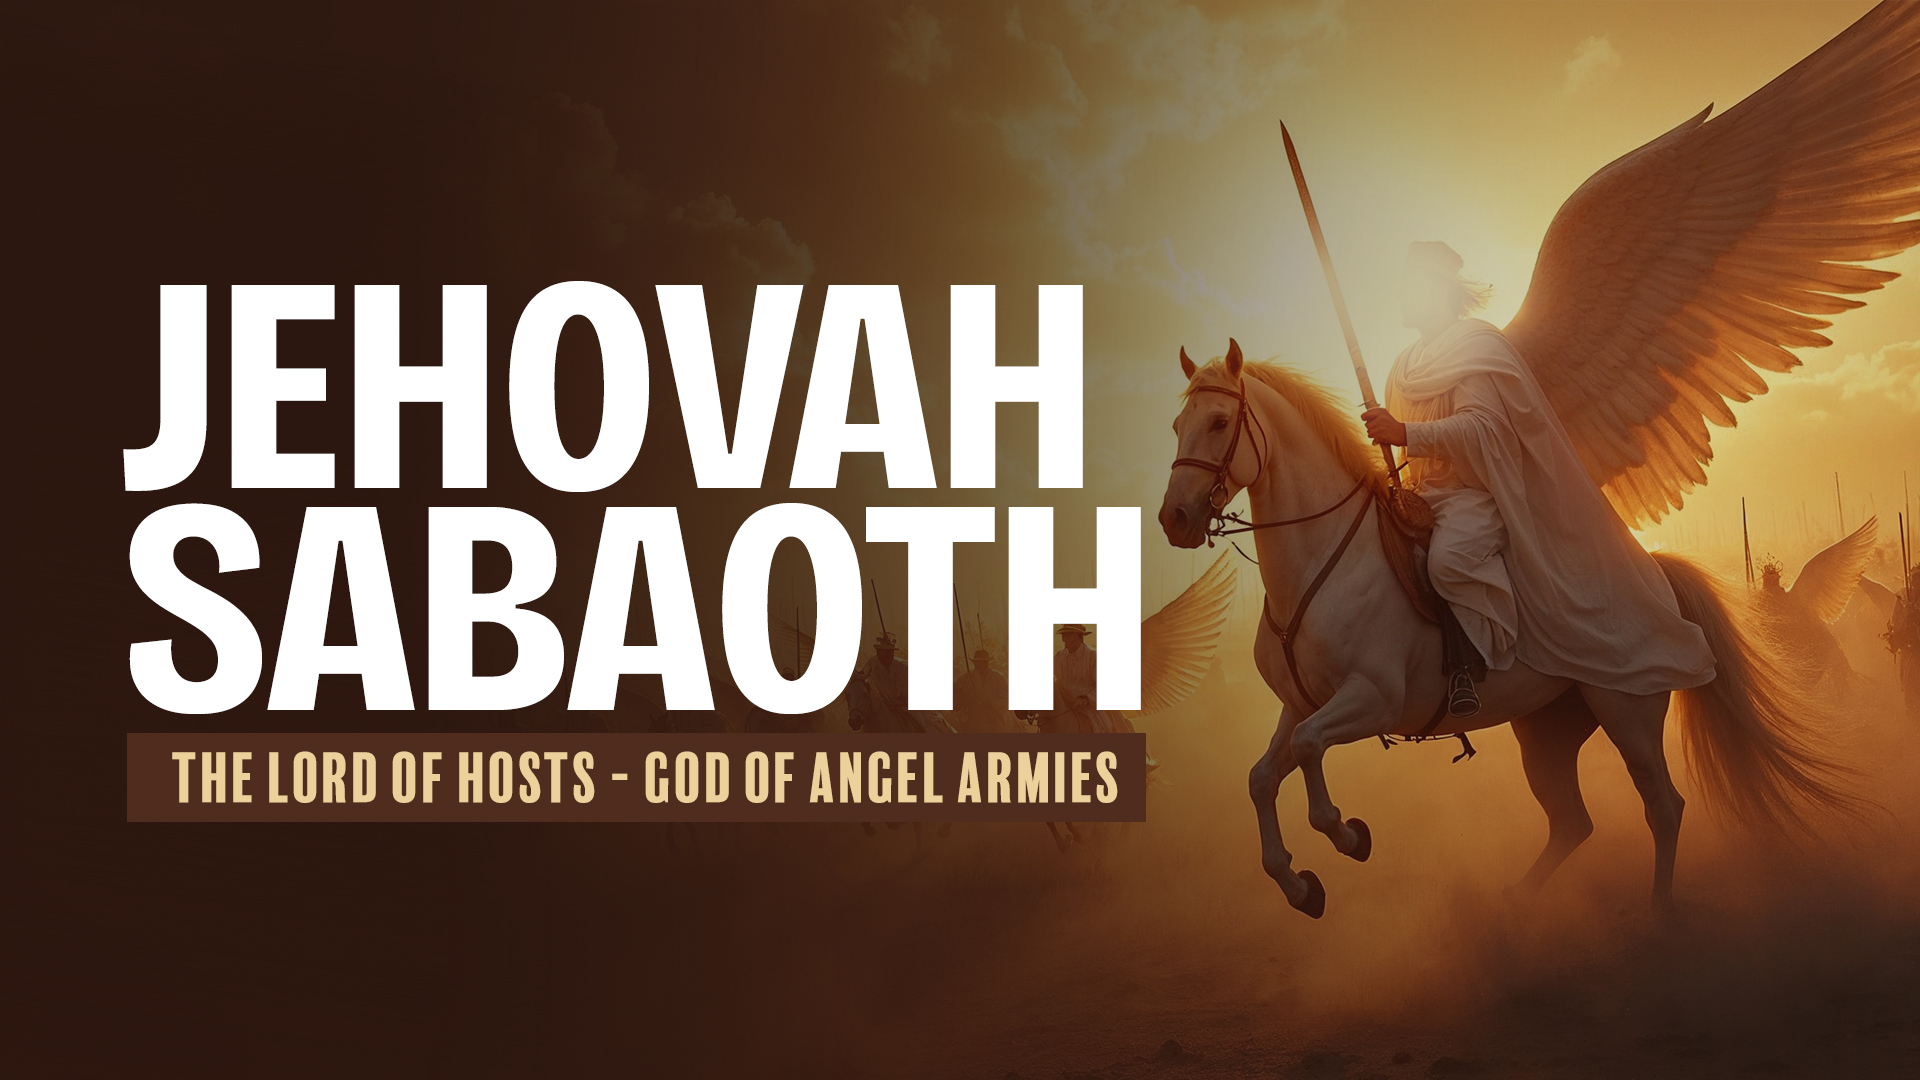 JEHOVAH
SABAOTH
THE LORD OF HOSTS - GOD OF ANGEL ARMIES